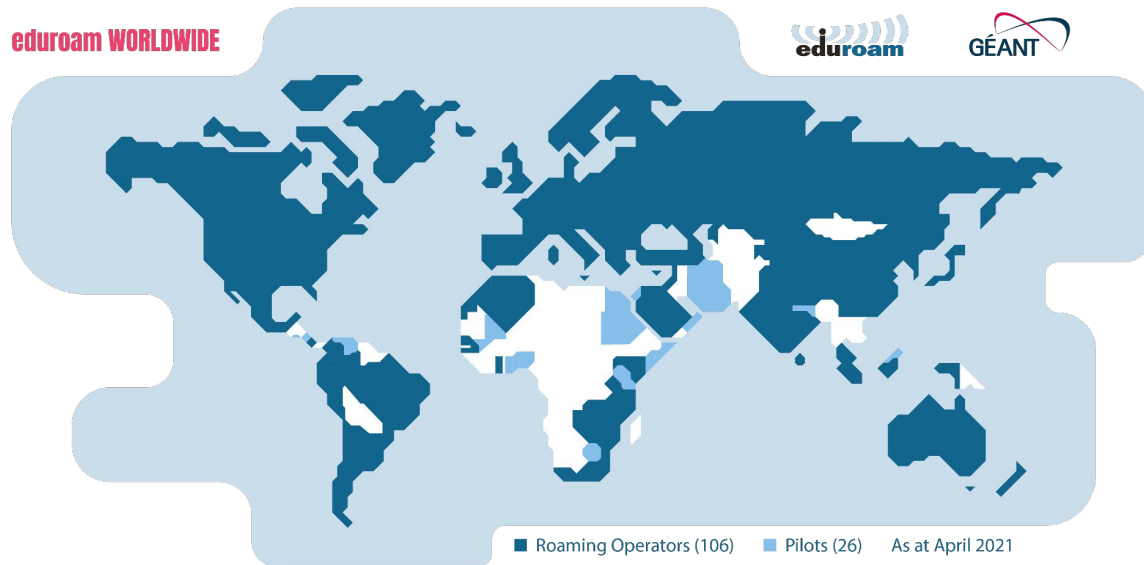 eduroam WORLDWIDE
eduroam
GÉANT
Roaming Operators (106) Pilots (26) As at April 2021